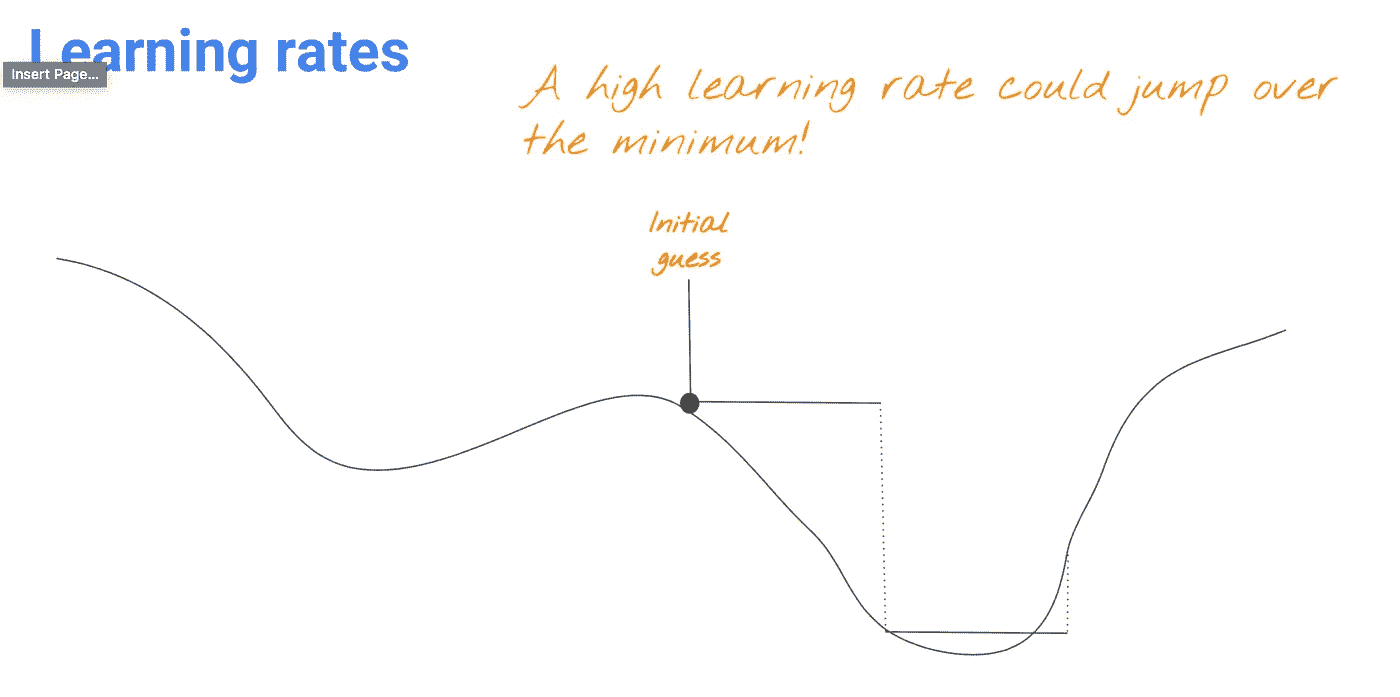 Learning rates
Insert Page...
A high learning rate could jump over
the minimum!
Initial
guess